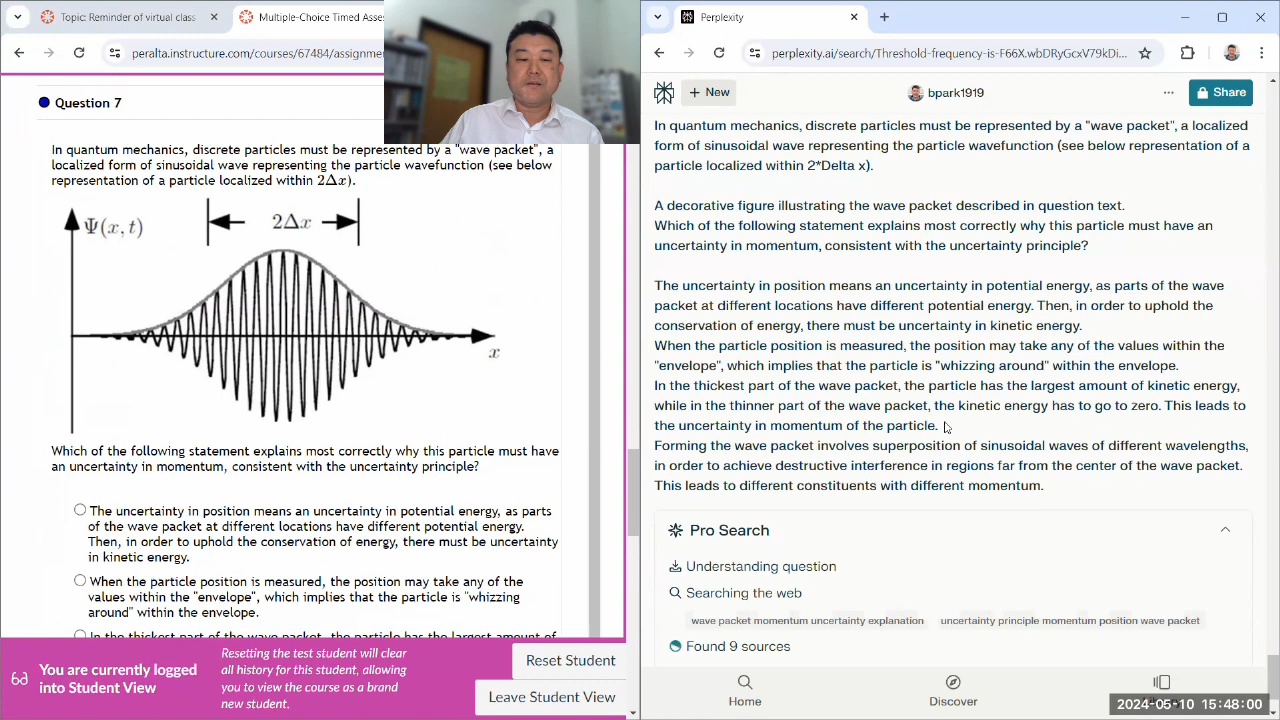 Topic: Reminder of virtual class
Multiple-Choice Timed Asse
peralta.instructure.com/courses/67484/assignme
Question 7
In quantum mechanics, discrete particles must be represented by a "wave packet", a
localized form of sinusoidal wave representing the particle wavefunction (see below
representation of a particle localized within 2Δx).
Ψ(x, t)
2Δx
x
Which of the following statement explains most correctly why this particle must have
an uncertainty in momentum, consistent with the uncertainty principle?
The uncertainty in position means an uncertainty in potential energy, as parts
of the wave packet at different locations have different potential energy.
Then, in order to uphold the conservation of energy, there must be uncertainty
in kinetic energy.
When the particle position is measured, the position may take any of the
values within the "envelope", which implies that the particle is "whizzing
around" within the envelope.
In the thickest part of the wave packet, the particle has the largest amount of
You are currently logged
into Student View
Resetting the test student will clear
all history for this student, allowing
you to view the course as a brand
new student.
Reset Student
Leave Student View
Perplexity
perplexity.ai/search/Threshold-frequency-is-F66X.wbDRyGczV79kDi...
New
bpark1919
Share
In quantum mechanics, discrete particles must be represented by a "wave packet", a localized
form of sinusoidal wave representing the particle wavefunction (see below representation of a
particle localized within 2*Delta x).
A decorative figure illustrating the wave packet described in question text.
Which of the following statement explains most correctly why this particle must have an
uncertainty in momentum, consistent with the uncertainty principle?
The uncertainty in position means an uncertainty in potential energy, as parts of the wave
packet at different locations have different potential energy. Then, in order to uphold the
conservation of energy, there must be uncertainty in kinetic energy.
When the particle position is measured, the position may take any of the values within the
"envelope", which implies that the particle is "whizzing around" within the envelope.
In the thickest part of the wave packet, the particle has the largest amount of kinetic energy,
while in the thinner part of the wave packet, the kinetic energy has to go to zero. This leads to
the uncertainty in momentum of the particle.
Forming the wave packet involves superposition of sinusoidal waves of different wavelengths,
in order to achieve destructive interference in regions far from the center of the wave packet.
This leads to different constituents with different momentum.
Pro Search
Understanding question
Searching the web
wave packet momentum uncertainty explanation
uncertainty principle momentum position wave packet
Found 9 sources
Home
Discover
2024-05-10 15:48:00